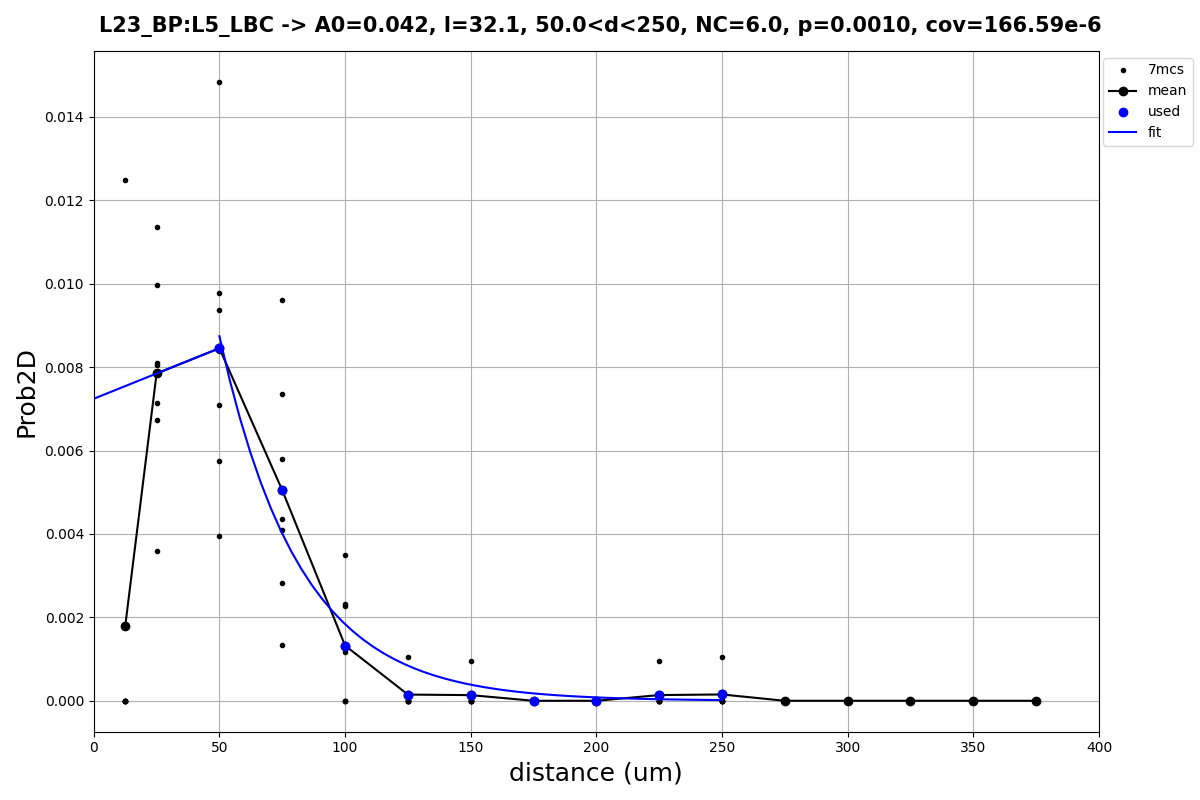 L23_BP:L5_LBC -> A0=0.042, l=32.1, 50.0<d<250, NC=6.0, p=0.0010, cov=166.59e-6
7mcs
mean
used
fit
0.014
0.012
0.010
0.008
0.006
0.004
0.002
0.000
Prob2D
0
50
100
150
200
250
300
350
400
distance (um)